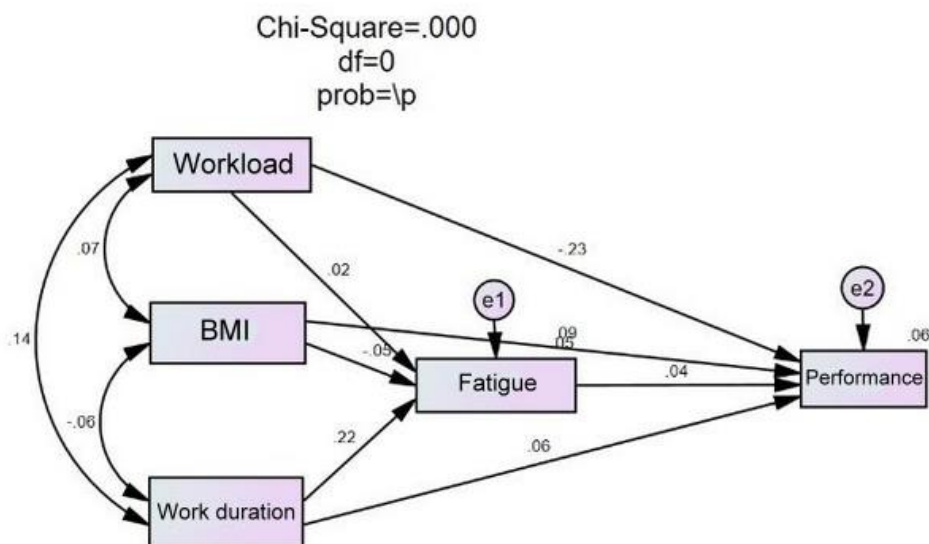 Chi-Square=.000
df=0
prob=\p
Workload
.07
.02
-.23
e1
e2
.14
BMI
.09
.05
-.05
.06
Fatigue
.04
Performance
-.06
.22
.06
Work duration